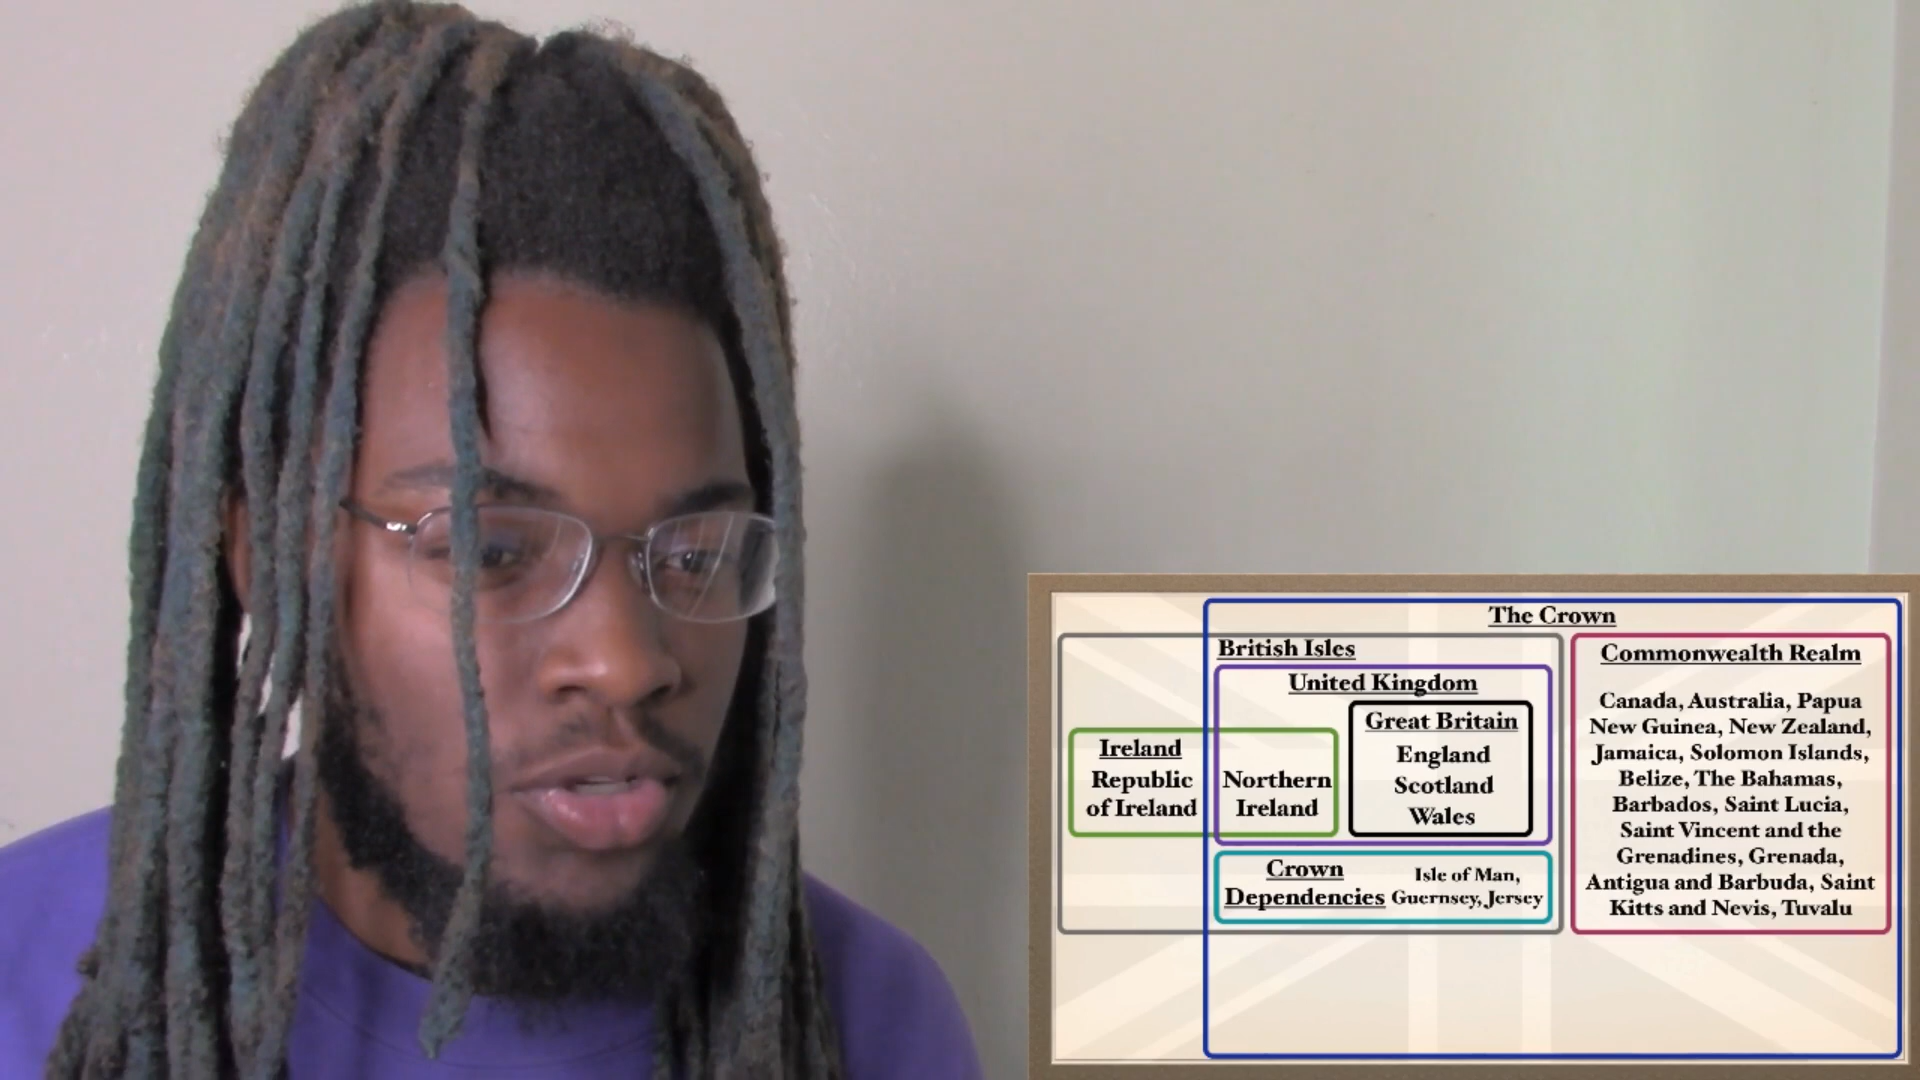 The Crown
British Isles
United Kingdom
Great Britain
England
Scotland
Wales
Ireland
Republic
of Ireland
Northern
Ireland
Crown
Dependencies
Isle of Man,
Guernsey, Jersey
Commonwealth Realm
Canada, Australia, Papua
New Guinea, New Zealand,
Jamaica, Solomon Islands,
Belize, The Bahamas,
Barbados, Saint Lucia,
Saint Vincent and the
Grenadines, Grenada,
Antigua and Barbuda, Saint
Kitts and Nevis, Tuvalu